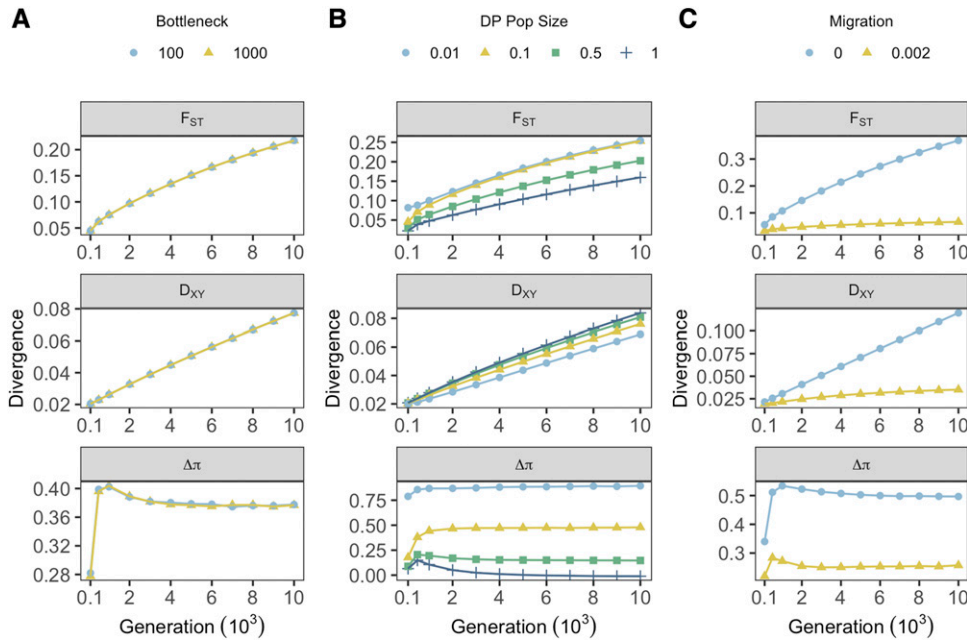 A
Bottleneck
100 1000
F_ST
0.20
0.15
0.10
0.05
0.1 2 4 6 8 10
D_XY
0.08
0.06
0.04
0.02
0.1 2 4 6 8 10
Δπ
0.40
0.36
0.32
0.28
0.1 2 4 6 8 10
Divergence
Generation (10³)
B
DP Pop Size
0.01 0.1 0.5 1
F_ST
0.25
0.20
0.15
0.10
0.05
0.1 2 4 6 8 10
D_XY
0.08
0.06
0.04
0.02
0.1 2 4 6 8 10
Δπ
0.75
0.50
0.25
0.00
0.1 2 4 6 8 10
Divergence
Generation (10³)
C
Migration
0 0.002
F_ST
0.3
0.2
0.1
0.1 2 4 6 8 10
D_XY
0.100
0.075
0.050
0.025
0.1 2 4 6 8 10
Δπ
0.5
0.4
0.3
0.1 2 4 6 8 10
Divergence
Generation (10³)